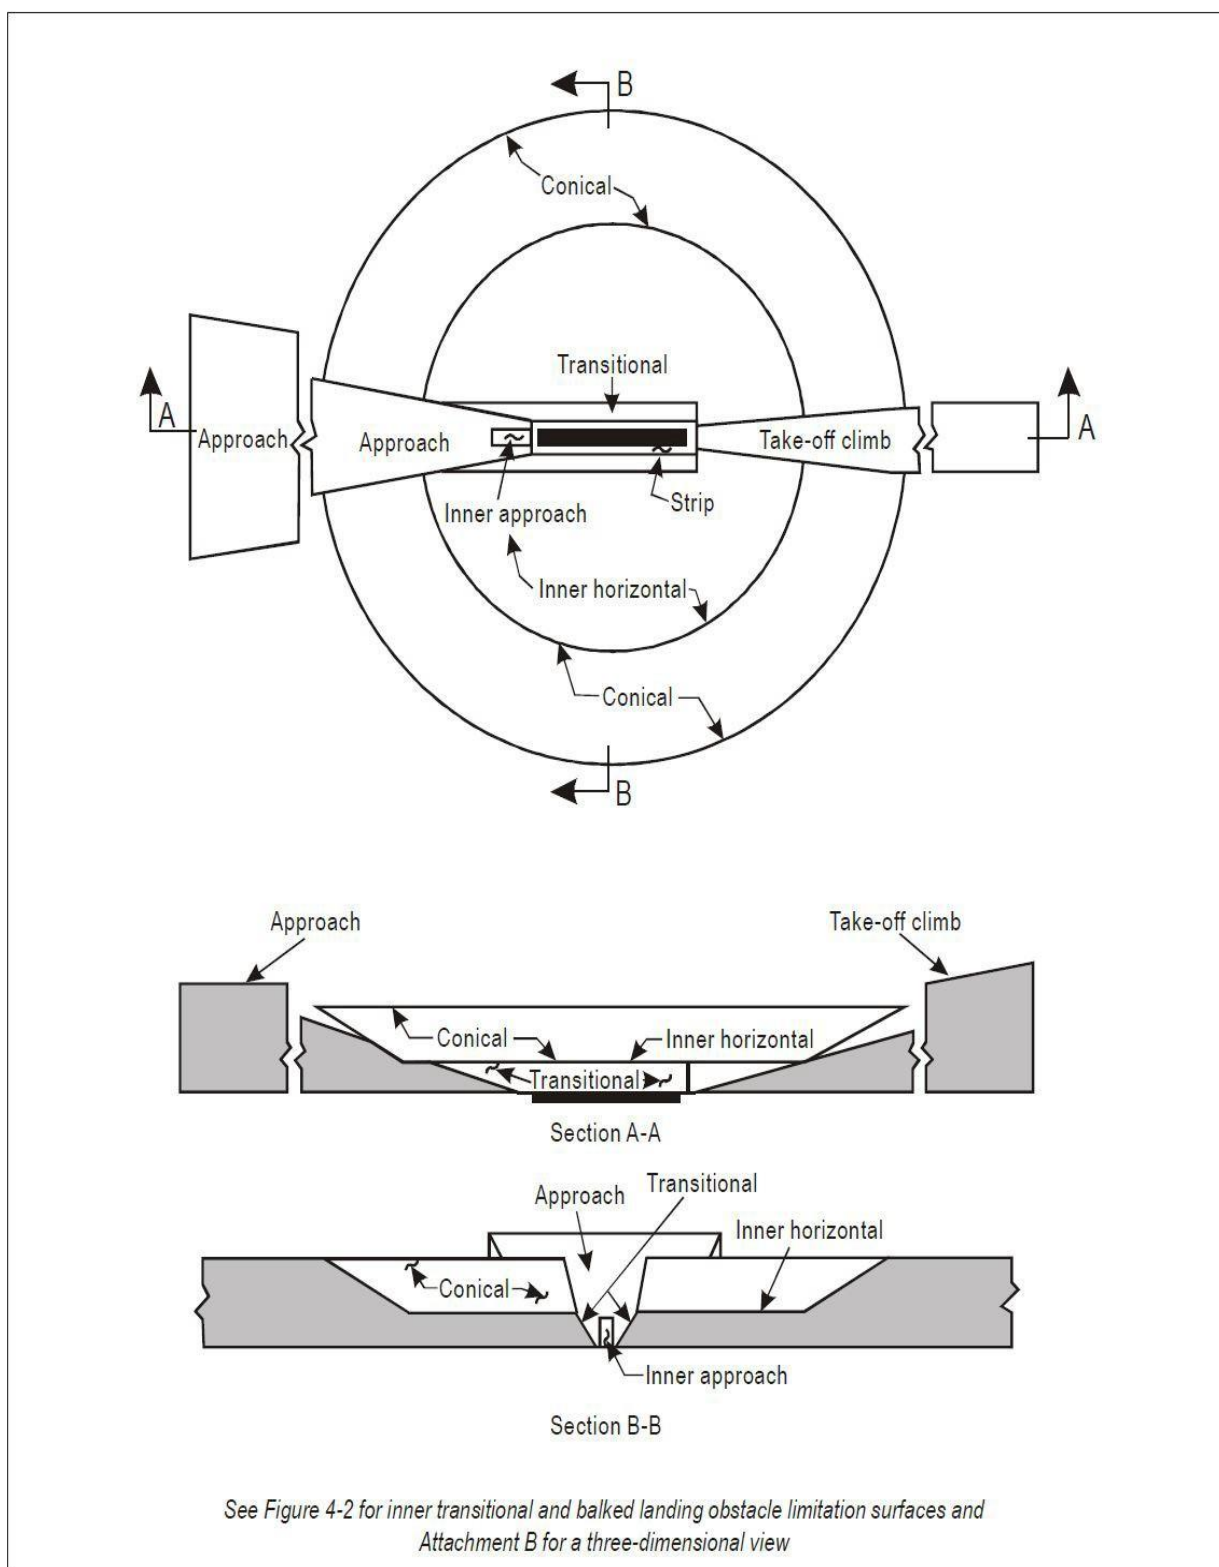 B
Conical
Transitional
A
Approach
Approach
Take-off climb
A
Inner approach
Strip
Inner horizontal
Conical
B
Approach
Take-off climb
Conical
Inner horizontal
Transitional
Section A-A
Transitional
Approach
Inner horizontal
Conical
Inner approach
Section B-B
See Figure 4-2 for inner transitional and balked landing obstacle limitation surfaces and
Attachment B for a three-dimensional view